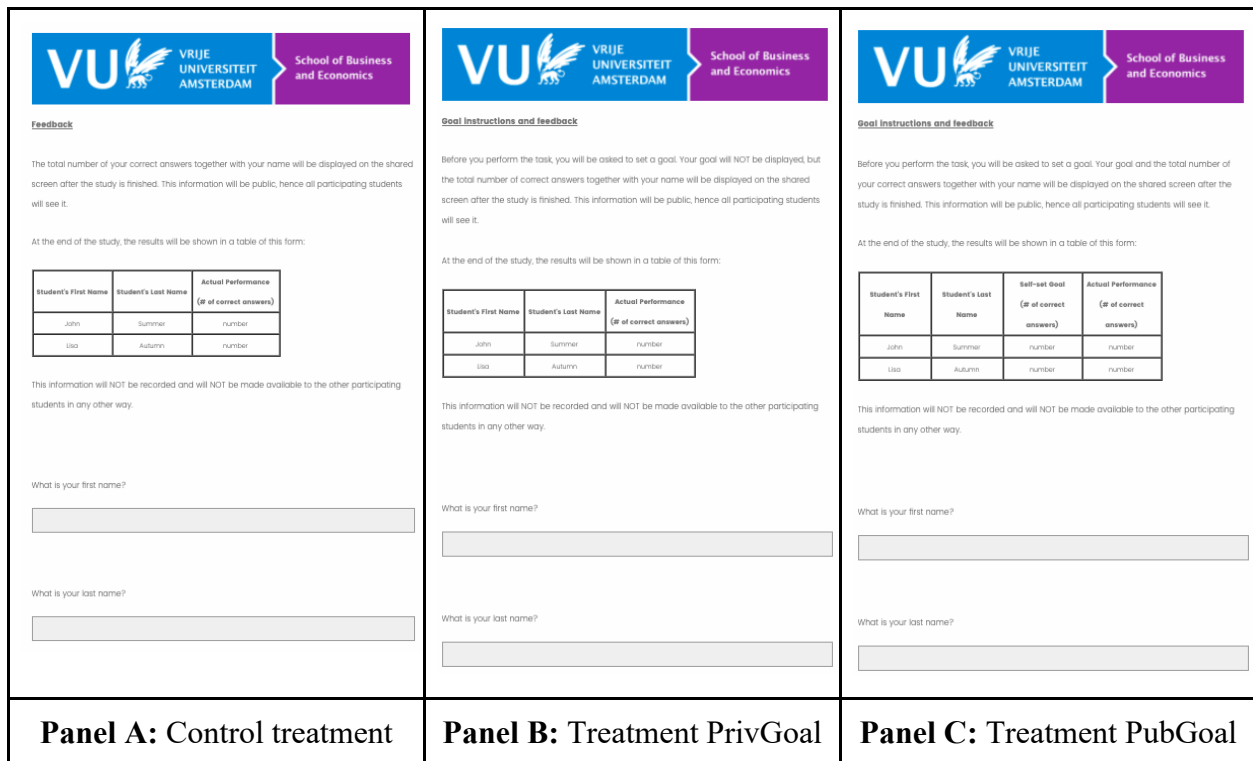 VU
VRIJE
UNIVERSITEIT
AMSTERDAM
School of Business
and Economics
Feedback
The total number of your correct answers together with your name will be displayed on the shared
screen after the study is finished. This information will be public, hence all participating students
will see it.
At the end of the study, the results will be shown in a table of this form:
Student's First Name Student's Last Name Actual Performance (# of correct answers)
John Summer number
Lisa Autumn number
This information will NOT be recorded and will NOT be made available to the other participating
students in any other way.
What is your first name?
What is your last name?
Panel A: Control treatment
VU
VRIJE
UNIVERSITEIT
AMSTERDAM
School of Business
and Economics
Goal instructions and feedback
Before you perform the task, you will be asked to set a goal. Your goal will NOT be displayed, but
the total number of correct answers together with your name will be displayed on the shared
screen after the study is finished. This information will be public, hence all participating students
will see it.
At the end of the study, the results will be shown in a table of this form:
Student's First Name Student's Last Name Actual Performance (# of correct answers)
John Summer number
Lisa Autumn number
This information will NOT be recorded and will NOT be made available to the other participating
students in any other way.
What is your first name?
What is your last name?
Panel B: Treatment PrivGoal
VU
VRIJE
UNIVERSITEIT
AMSTERDAM
School of Business
and Economics
Goal instructions and feedback
Before you perform the task, you will be asked to set a goal. Your goal and the total number of
your correct answers together with your name will be displayed on the shared screen after the
study is finished. This information will be public, hence all participating students will see it.
At the end of the study, the results will be shown in a table of this form:
Student's First Name Student's Last Name Self-set Goal (# of correct answers) Actual Performance (# of correct answers)
John Summer number number
Lisa Autumn number number
This information will NOT be recorded and will NOT be made available to the other participating
students in any other way.
What is your first name?
What is your last name?
Panel C: Treatment PubGoal